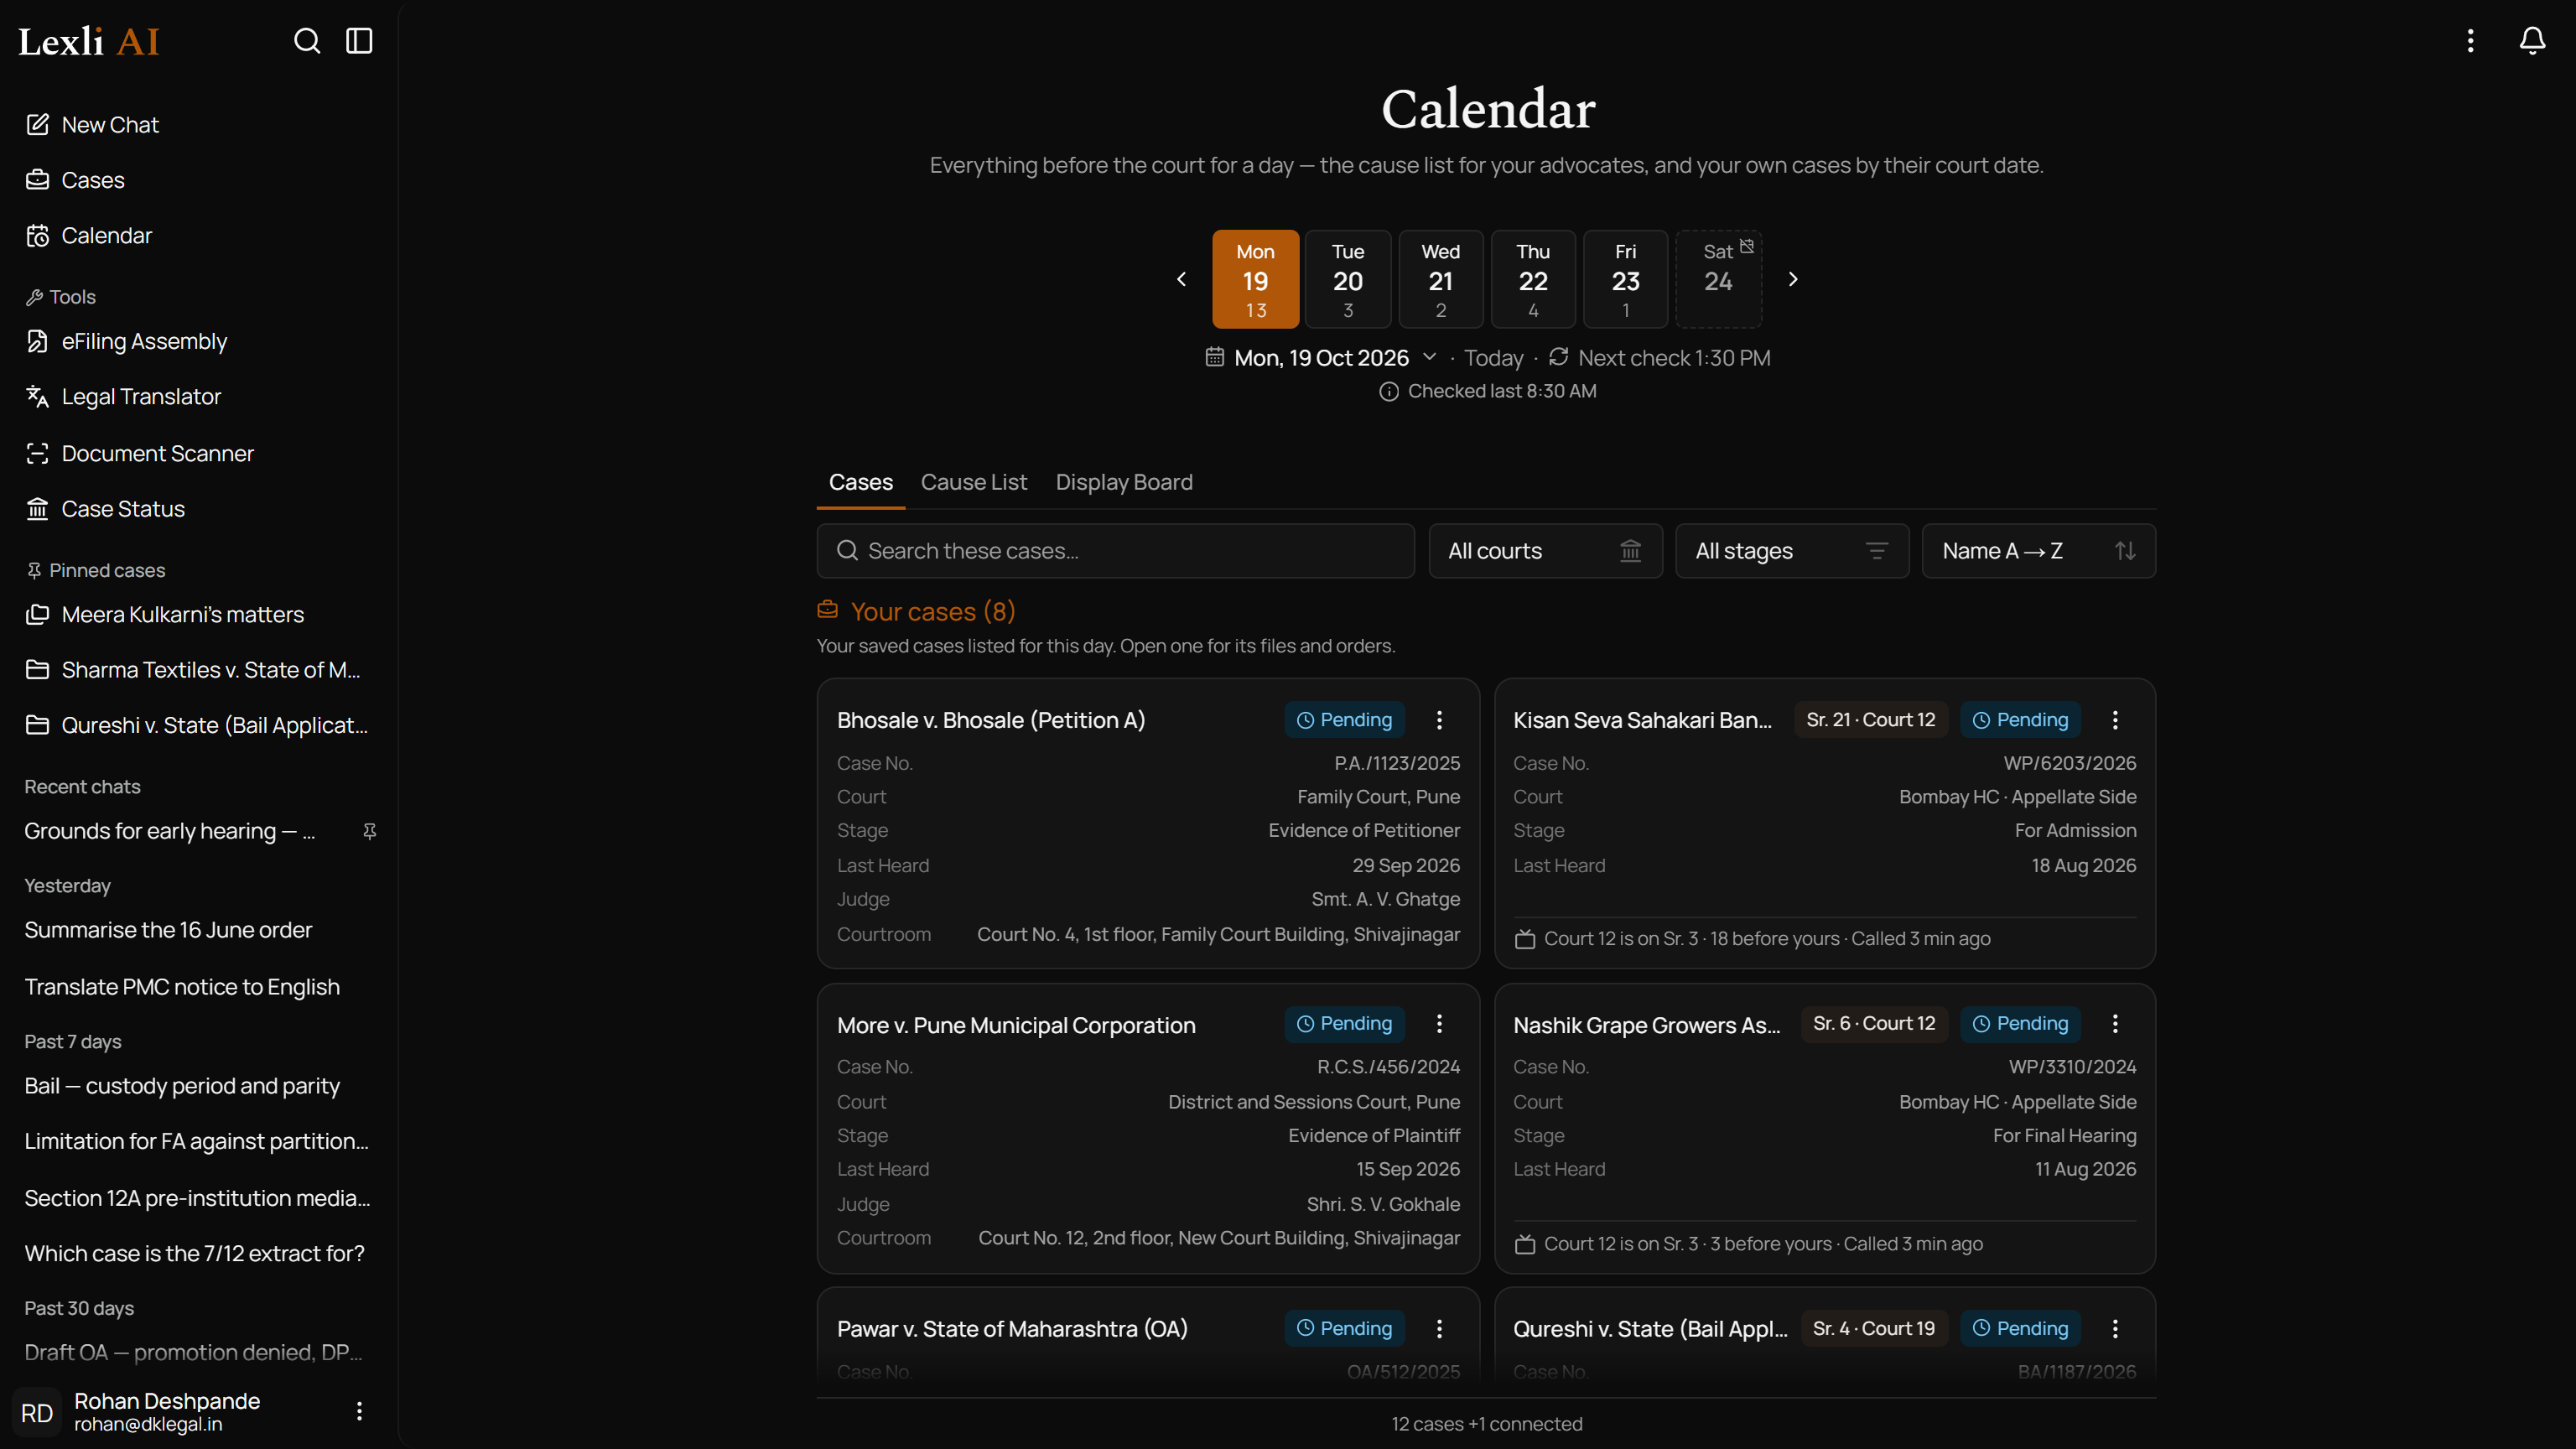 Lexli AI
New Chat
Cases
Calendar
Tools
eFiling Assembly
Legal Translator
Document Scanner
Case Status
Pinned cases
Meera Kulkarni's matters
Sharma Textiles v. State of M...
Qureshi v. State (Bail Applicat...
Recent chats
Grounds for early hearing — ...
Yesterday
Summarise the 16 June order
Translate PMC notice to English
Past 7 days
Bail — custody period and parity
Limitation for FA against partition...
Section 12A pre-institution media...
Which case is the 7/12 extract for?
Past 30 days
Draft OA — promotion denied, DP...
RD
Rohan Deshpande
rohan@dklegal.in
Calendar
Everything before the court for a day — the cause list for your advocates, and your own cases by their court date.
Mon 19 13
Tue 20 3
Wed 21 2
Thu 22 4
Fri 23 1
Sat 24
Mon, 19 Oct 2026 · Today · Next check 1:30 PM
Checked last 8:30 AM
Cases Cause List Display Board
Search these cases... All courts All stages Name A → Z
Your cases (8)
Your saved cases listed for this day. Open one for its files and orders.
Bhosale v. Bhosale (Petition A) Pending
Case No. P.A./1123/2025
Court Family Court, Pune
Stage Evidence of Petitioner
Last Heard 29 Sep 2026
Judge Smt. A. V. Ghatge
Courtroom Court No. 4, 1st floor, Family Court Building, Shivajinagar
Kisan Seva Sahakari Ban... Sr. 21 · Court 12 Pending
Case No. WP/6203/2026
Court Bombay HC · Appellate Side
Stage For Admission
Last Heard 18 Aug 2026
Court 12 is on Sr. 3 · 18 before yours · Called 3 min ago
More v. Pune Municipal Corporation Pending
Case No. R.C.S./456/2024
Court District and Sessions Court, Pune
Stage Evidence of Plaintiff
Last Heard 15 Sep 2026
Judge Shri. S. V. Gokhale
Courtroom Court No. 12, 2nd floor, New Court Building, Shivajinagar
Nashik Grape Growers As... Sr. 6 · Court 12 Pending
Case No. WP/3310/2024
Court Bombay HC · Appellate Side
Stage For Final Hearing
Last Heard 11 Aug 2026
Court 12 is on Sr. 3 · 3 before yours · Called 3 min ago
Pawar v. State of Maharashtra (OA) Pending
Case No. OA/512/2025
Qureshi v. State (Bail Appl... Sr. 4 · Court 19 Pending
Case No. BA/1187/2026
12 cases +1 connected